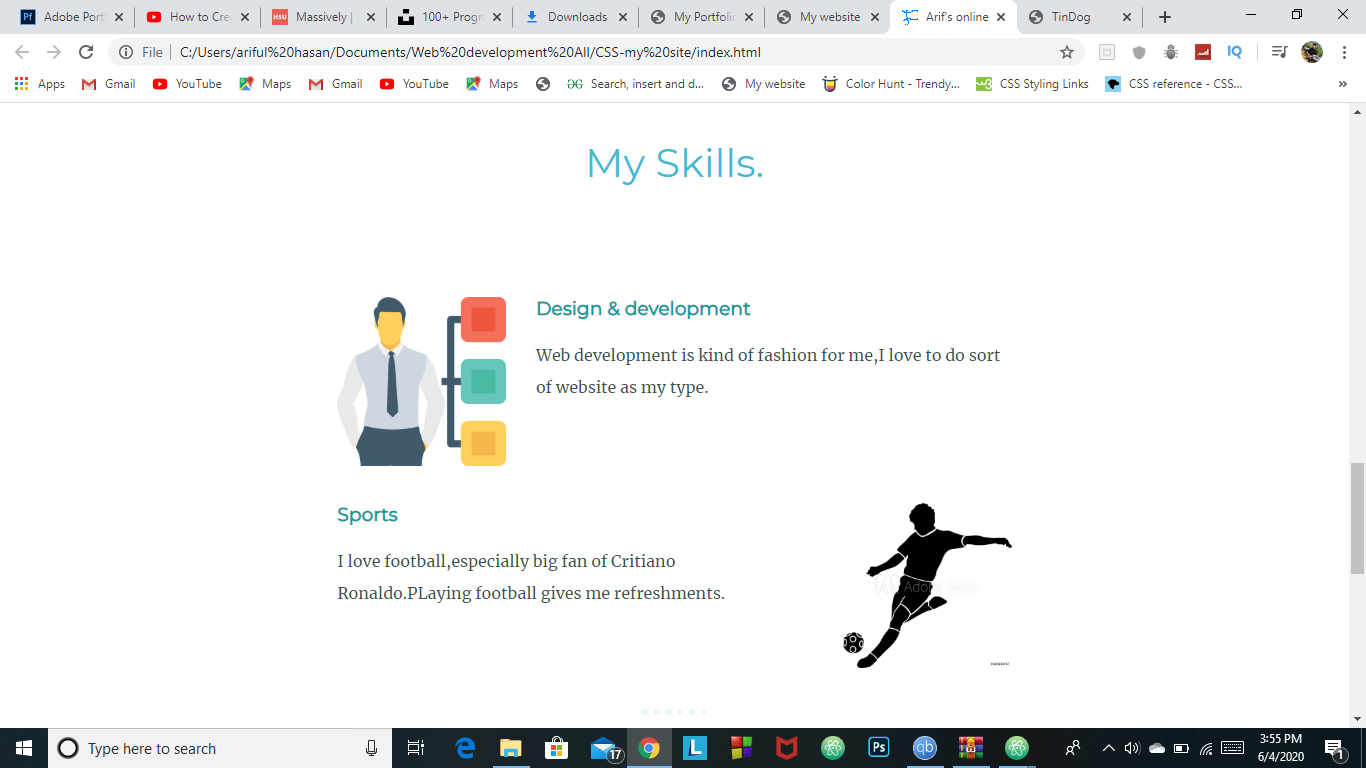 Adobe Port
How to Cre
HSU Massively |
100+ Progr
Downloads
My Portfoli
My website
Arif's online
TinDog
File C:/Users/ariful%20hasan/Documents/Web%20development%20All/CSS-my%20site/index.html
Apps Gmail YouTube Maps Gmail YouTube Maps Search, insert and d... My website Color Hunt - Trendy... CSS Styling Links CSS reference - CSS...
My Skills.
Design & development
Web development is kind of fashion for me,I love to do sort
of website as my type.
Sports
I love football,especially big fan of Critiano
Ronaldo.PLaying football gives me refreshments.
Adobe Stock
Type here to search
17
3:55 PM
6/4/2020
1